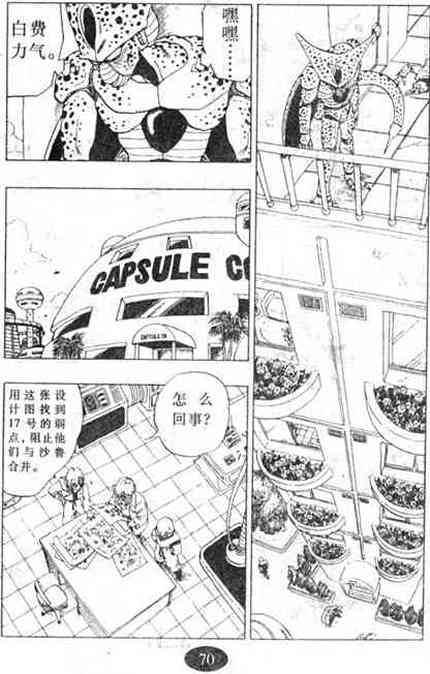 嘿嘿……
白费
力气。
CAPSULE C
怎么
回事?
用这张设
计图找到
17号的弱
点,阻止他
们与沙鲁
合并。
70